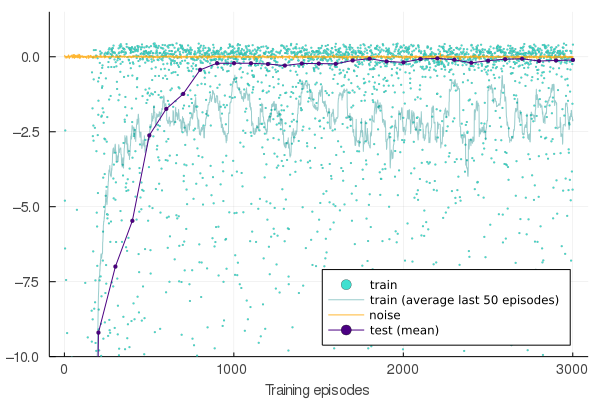 0.0
−2.5
−5.0
−7.5
−10.0
train
train (average last 50 episodes)
noise
test (mean)
0 1000 2000 3000
Training episodes